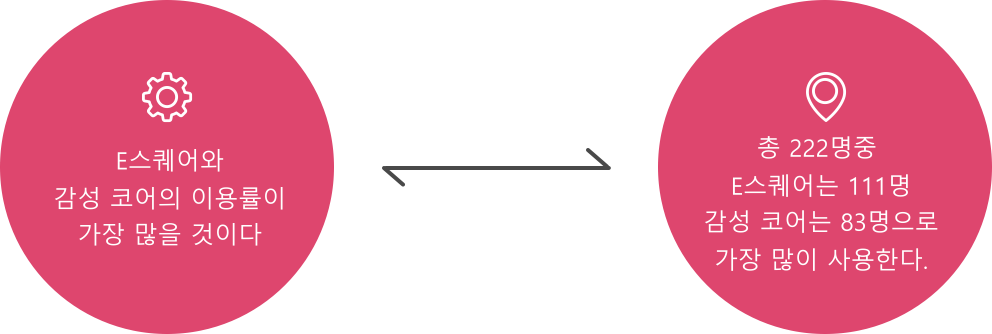 E스퀘어와
감성 코어의 이용률이
가장 많을 것이다
총 222명중
E스퀘어는 111명
감성 코어는 83명으로
가장 많이 사용한다.